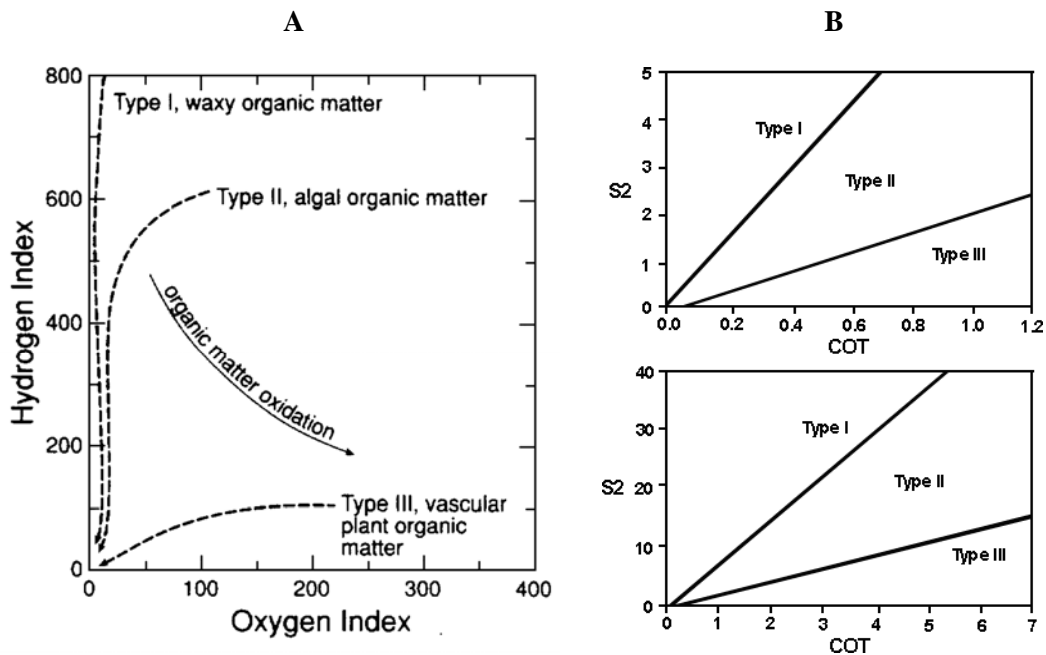 A
800
600
400
200
0
Hydrogen Index
Type I, waxy organic matter
Type II, algal organic matter
organic matter oxidation
Type III, vascular
plant organic
matter
0 100 200 300 400
Oxygen Index
B
5
4
3
2
1
0
S2
Type I
Type II
Type III
0.0 0.2 0.4 0.6 0.8 1.0 1.2
COT
40
30
20
10
0
S2
Type I
Type II
Type III
0 1 2 3 4 5 6 7
COT